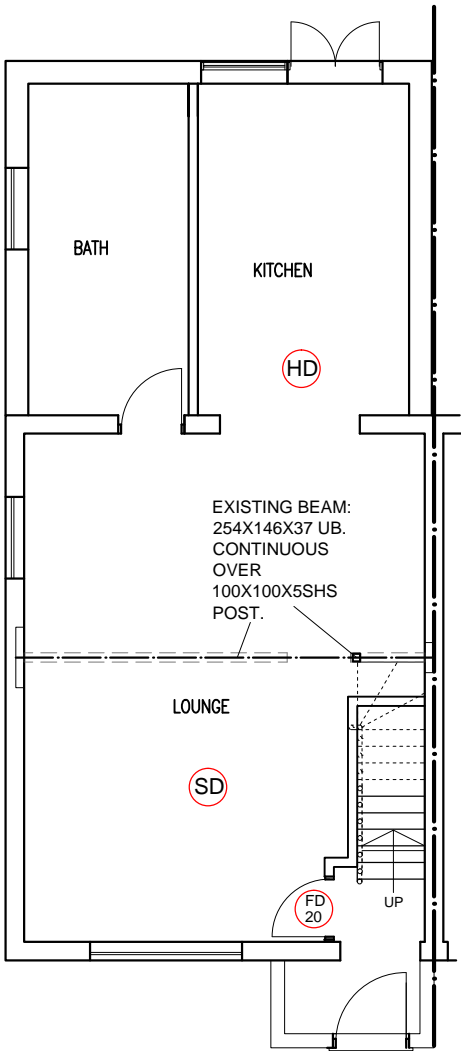 BATH
KITCHEN
HD
EXISTING BEAM:
254X146X37 UB.
CONTINUOUS
OVER
100X100X5SHS
POST.
LOUNGE
SD
FD
20
UP